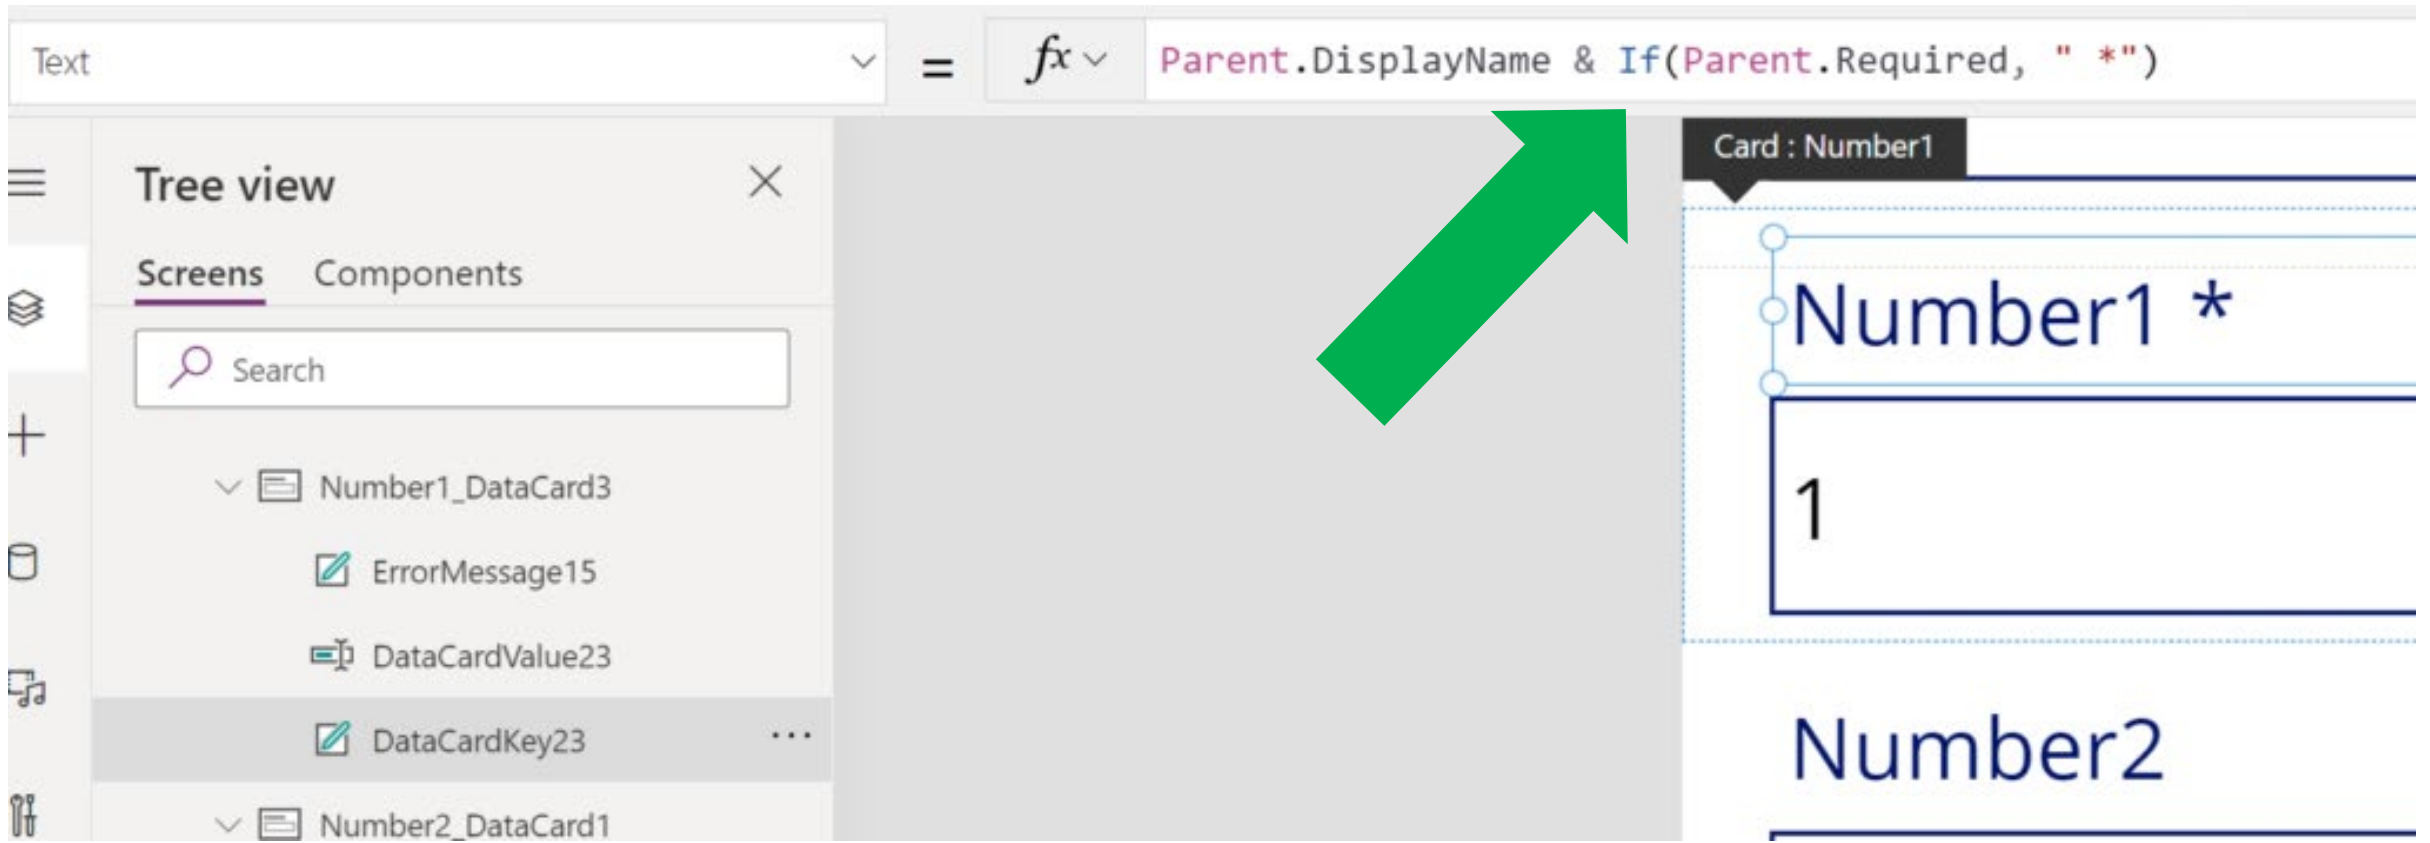 Text = fx Parent.DisplayName & If(Parent.Required, " *")
Card : Number1
Tree view
Screens Components
Search
Number1_DataCard3
ErrorMessage15
DataCardValue23
DataCardKey23 ...
Number2_DataCard1
Number1 *
1
Number2